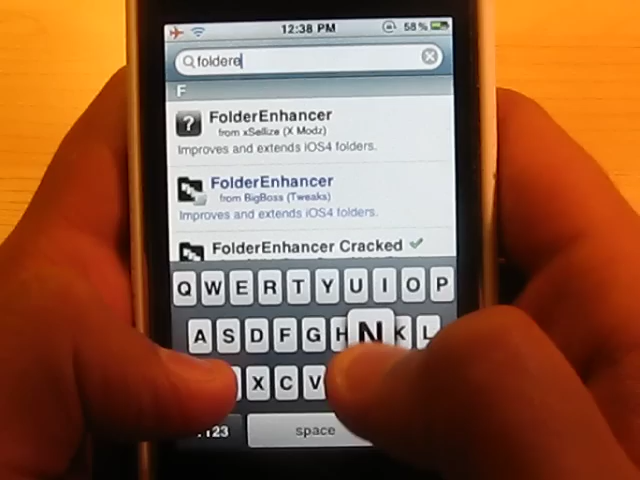 12:38 PM
58%
foldere
F
?
FolderEnhancer
from xSellize (X Modz)
Improves and extends iOS4 folders.
FolderEnhancer
from BigBoss (Tweaks)
Improves and extends iOS4 folders.
FolderEnhancer Cracked
Q W E R T Y U I O P
A S D F G H N K L
X C V
.?123
space